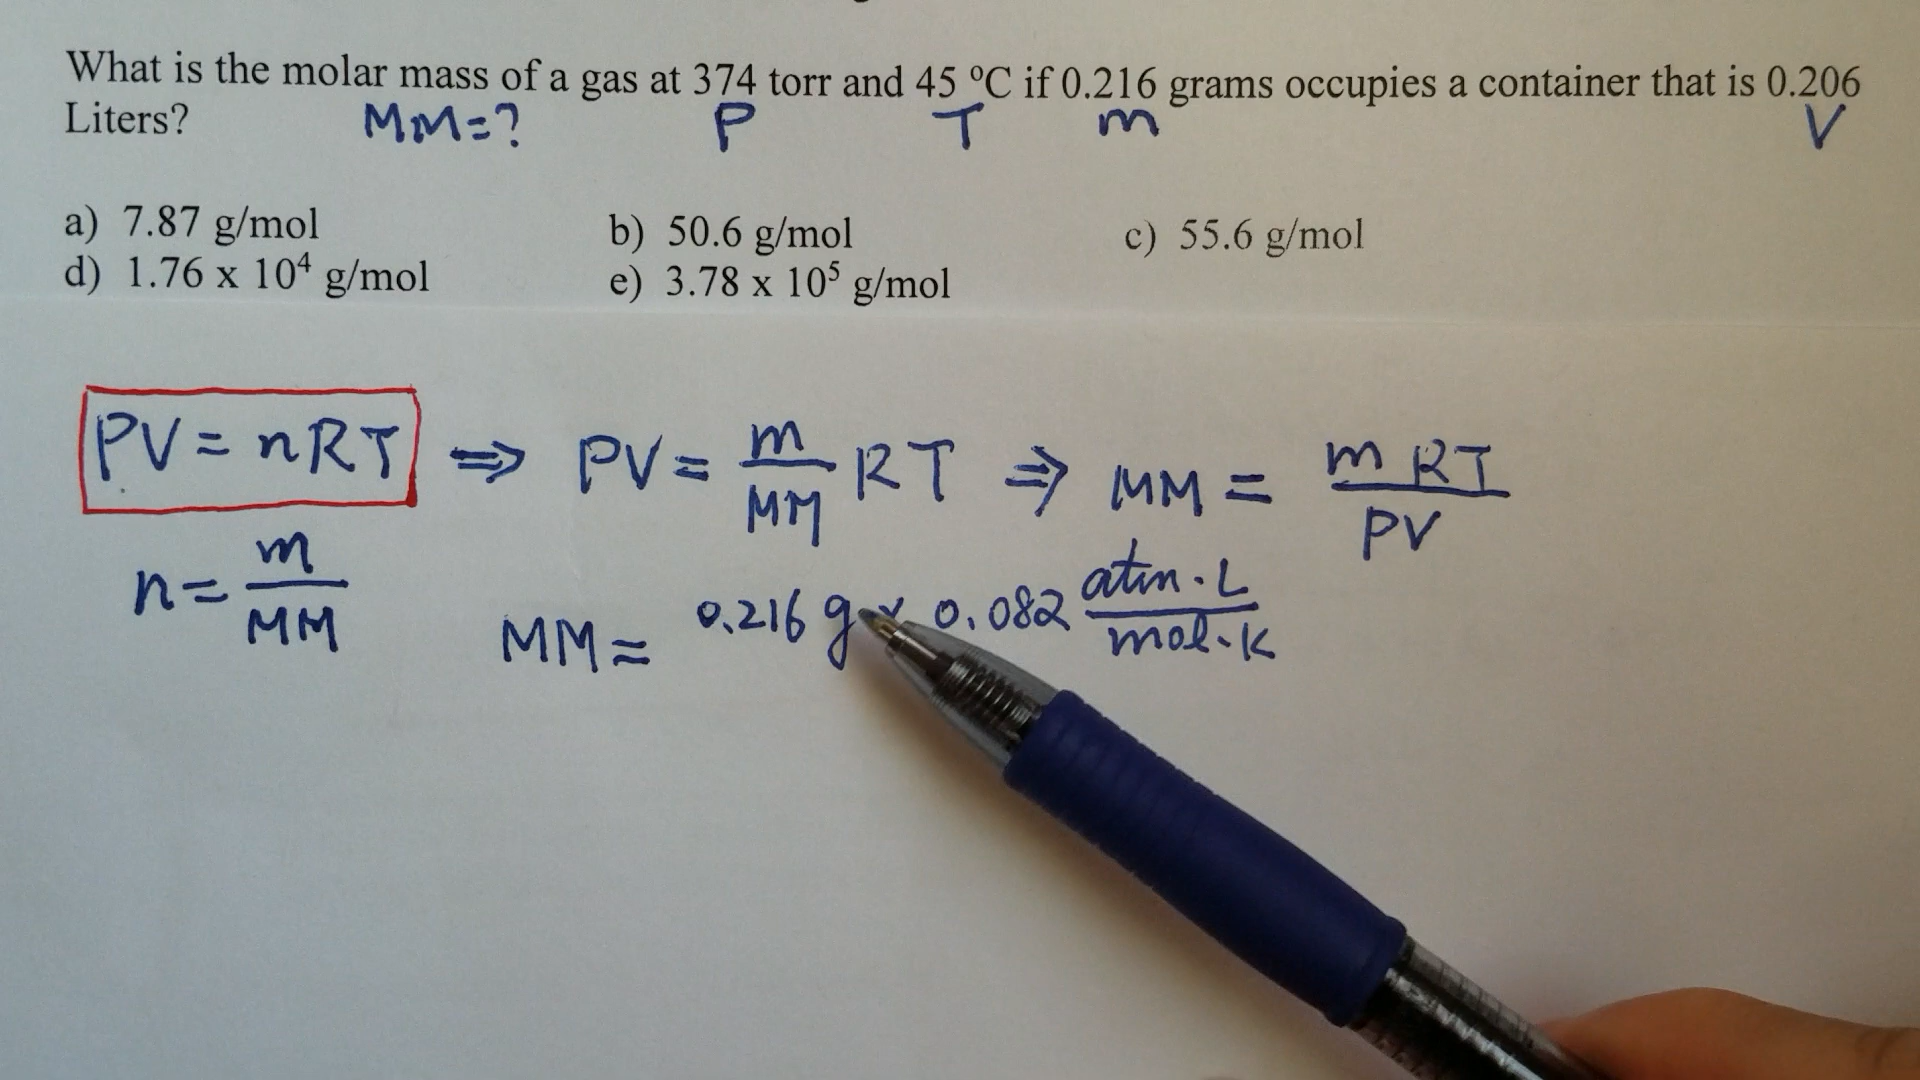 What is the molar mass of a gas at 374 torr and 45 °C if 0.216 grams occupies a container that is 0.206
Liters? MM=? P T m V
a) 7.87 g/mol b) 50.6 g/mol c) 55.6 g/mol
d) 1.76 x 10⁴ g/mol e) 3.78 x 10⁵ g/mol
PV = nRT ⇒ PV = m/MM RT ⇒ MM = mRT/PV
n = m/MM
MM = 0.216 g x 0.082 atm·L/mol·K